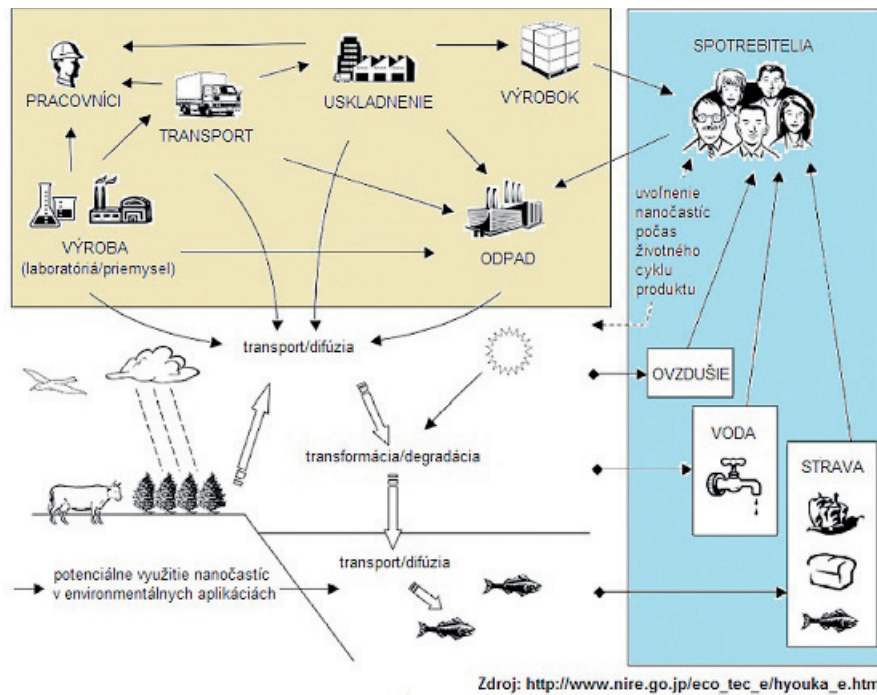 PRACOVNÍCI
TRANSPORT
USKLADNENIE
VÝROBOK
SPOTREBITELIA
VÝROBA
(laboratóriá/priemysel)
ODPAD
uvoľnenie
nanočastíc
počas
životného
cyklu
produktu
transport/difúzia
OVZDUŠIE
VODA
STRAVA
transformácia/degradácia
transport/difúzia
potenciálne využitie nanočastíc
v environmentálnych aplikáciách
Zdroj: http://www.nire.go.jp/eco_tec_e/hyouka_e.htm